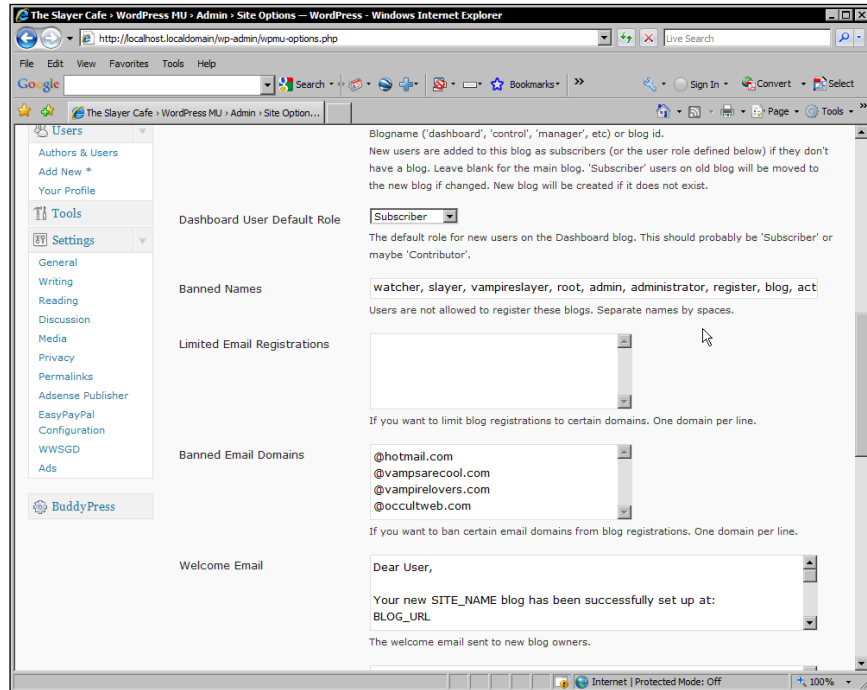 The Slayer Cafe › WordPress MU › Admin › Site Options — WordPress - Windows Internet Explorer
http://localhost.localdomain/wp-admin/wpmu-options.php
Live Search
File Edit View Favorites Tools Help
Google Search Bookmarks Sign In Convert Select
The Slayer Cafe › WordPress MU › Admin › Site Option... Page Tools
Users
Authors & Users
Add New *
Your Profile
Tools
Settings
General
Writing
Reading
Discussion
Media
Privacy
Permalinks
Adsense Publisher
EasyPayPal
Configuration
WWSGD
Ads
BuddyPress
Blogname ('dashboard', 'control', 'manager', etc) or blog id.
New users are added to this blog as subscribers (or the user role defined below) if they don't
have a blog. Leave blank for the main blog. 'Subscriber' users on old blog will be moved to
the new blog if changed. New blog will be created if it does not exist.
Dashboard User Default Role
Subscriber
The default role for new users on the Dashboard blog. This should probably be 'Subscriber' or
maybe 'Contributor'.
Banned Names
watcher, slayer, vampireslayer, root, admin, administrator, register, blog, acti
Users are not allowed to register these blogs. Separate names by spaces.
Limited Email Registrations
If you want to limit blog registrations to certain domains. One domain per line.
Banned Email Domains
@hotmail.com
@vampsarecool.com
@vampirelovers.com
@occultweb.com
If you want to ban certain email domains from blog registrations. One domain per line.
Welcome Email
Dear User,
Your new SITE_NAME blog has been successfully set up at:
BLOG_URL
The welcome email sent to new blog owners.
Internet | Protected Mode: Off
100%